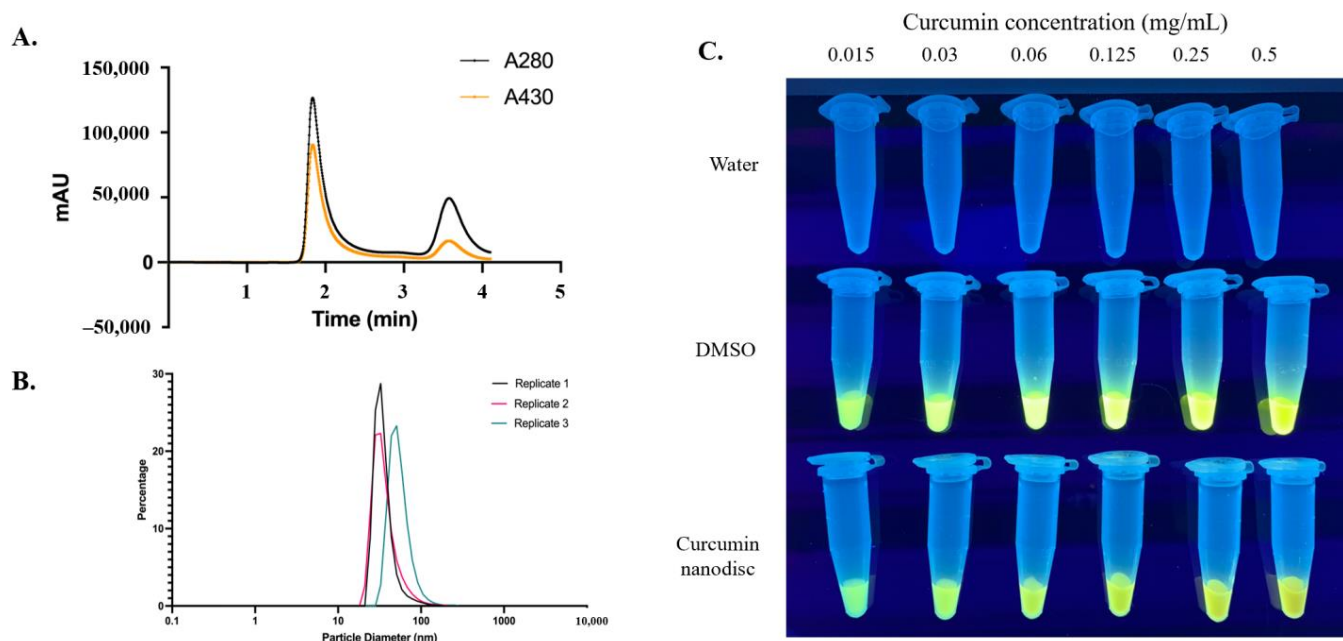 A.
150,000
100,000
50,000
0
–50,000
mAU
1 2 3 4 5
Time (min)
A280
A430
B.
30
20
10
0
Percentage
0.1 1 10 100 1000 10,000
Particle Diameter (nm)
Replicate 1
Replicate 2
Replicate 3
C.
Curcumin concentration (mg/mL)
0.015 0.03 0.06 0.125 0.25 0.5
Water
DMSO
Curcumin
nanodisc